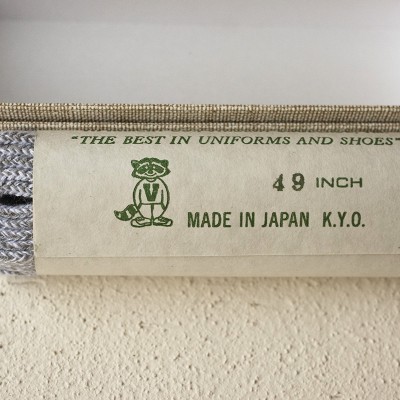 "THE BEST IN UNIFORMS AND SHOES"
V
49 INCH
MADE IN JAPAN K.Y.O.